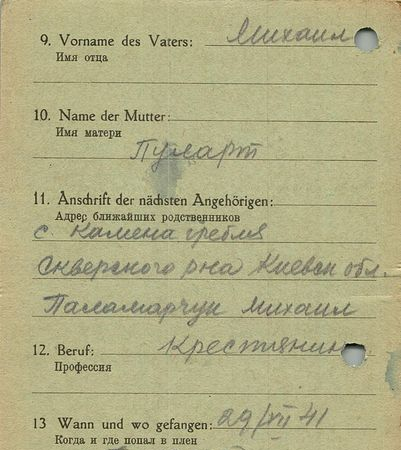 9. Vorname des Vaters: Михаил
Имя отца
10. Name der Mutter:
Имя матери
Пуларт
11. Anschrift der nächsten Angehörigen:
Адрес ближайших родственников
с. Камена гребля
Скверского рна Киевск обл.
Паламарчук Михаил
12. Beruf: Крестянин
Профессия
13 Wann und wo gefangen: 29/VII 41
Когда и где попал в плен